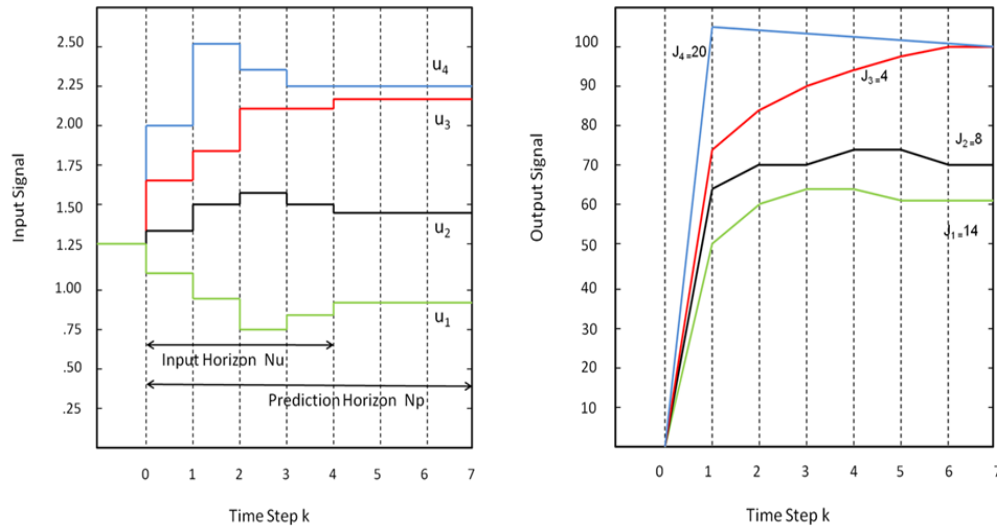 2.50
2.25
2.00
1.75
1.50
1.25
1.00
.75
.50
.25
Input Signal
u4
u3
u2
u1
Input Horizon Nu
Prediction Horizon Np
0 1 2 3 4 5 6 7
Time Step k
100
90
80
70
60
50
40
30
20
10
Output Signal
J4=20
J3=4
J2=8
J1=14
0 1 2 3 4 5 6 7
Time Step k